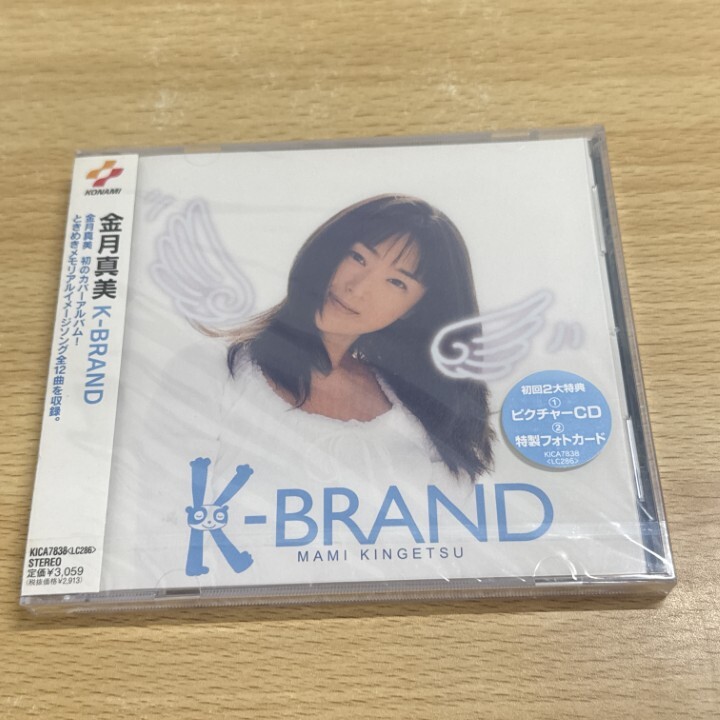 KONAMI
金月真美 K-BRAND
金月真美 初のカバーアルバム!
ときめきメモリアルイメージソング全12曲を収録。
KICA7838<LC286>
STEREO
定価¥3,059
(税抜価格¥2,913)
初回2大特典
①
ピクチャーCD
②
特製フォトカード
KICA7838
<LC286>
K-BRAND
MAMI KINGETSU